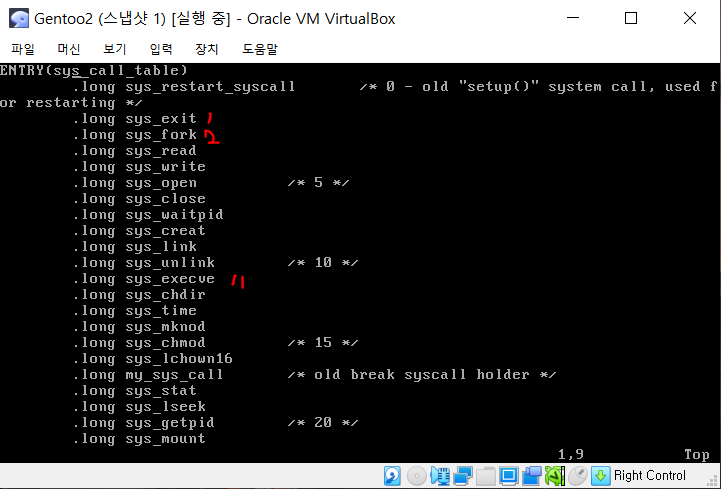 Gentoo2 (스냅샷 1) [실행 중] - Oracle VM VirtualBox
파일 머신 보기 입력 장치 도움말
ENTRY(sys_call_table)
.long sys_restart_syscall /* 0 - old "setup()" system call, used f
or restarting */
.long sys_exit 1
.long sys_fork 2
.long sys_read
.long sys_write
.long sys_open /* 5 */
.long sys_close
.long sys_waitpid
.long sys_creat
.long sys_link
.long sys_unlink /* 10 */
.long sys_execve 11
.long sys_chdir
.long sys_time
.long sys_mknod
.long sys_chmod /* 15 */
.long sys_lchown16
.long my_sys_call /* old break syscall holder */
.long sys_stat
.long sys_lseek
.long sys_getpid /* 20 */
.long sys_mount
1,9 Top
Right Control